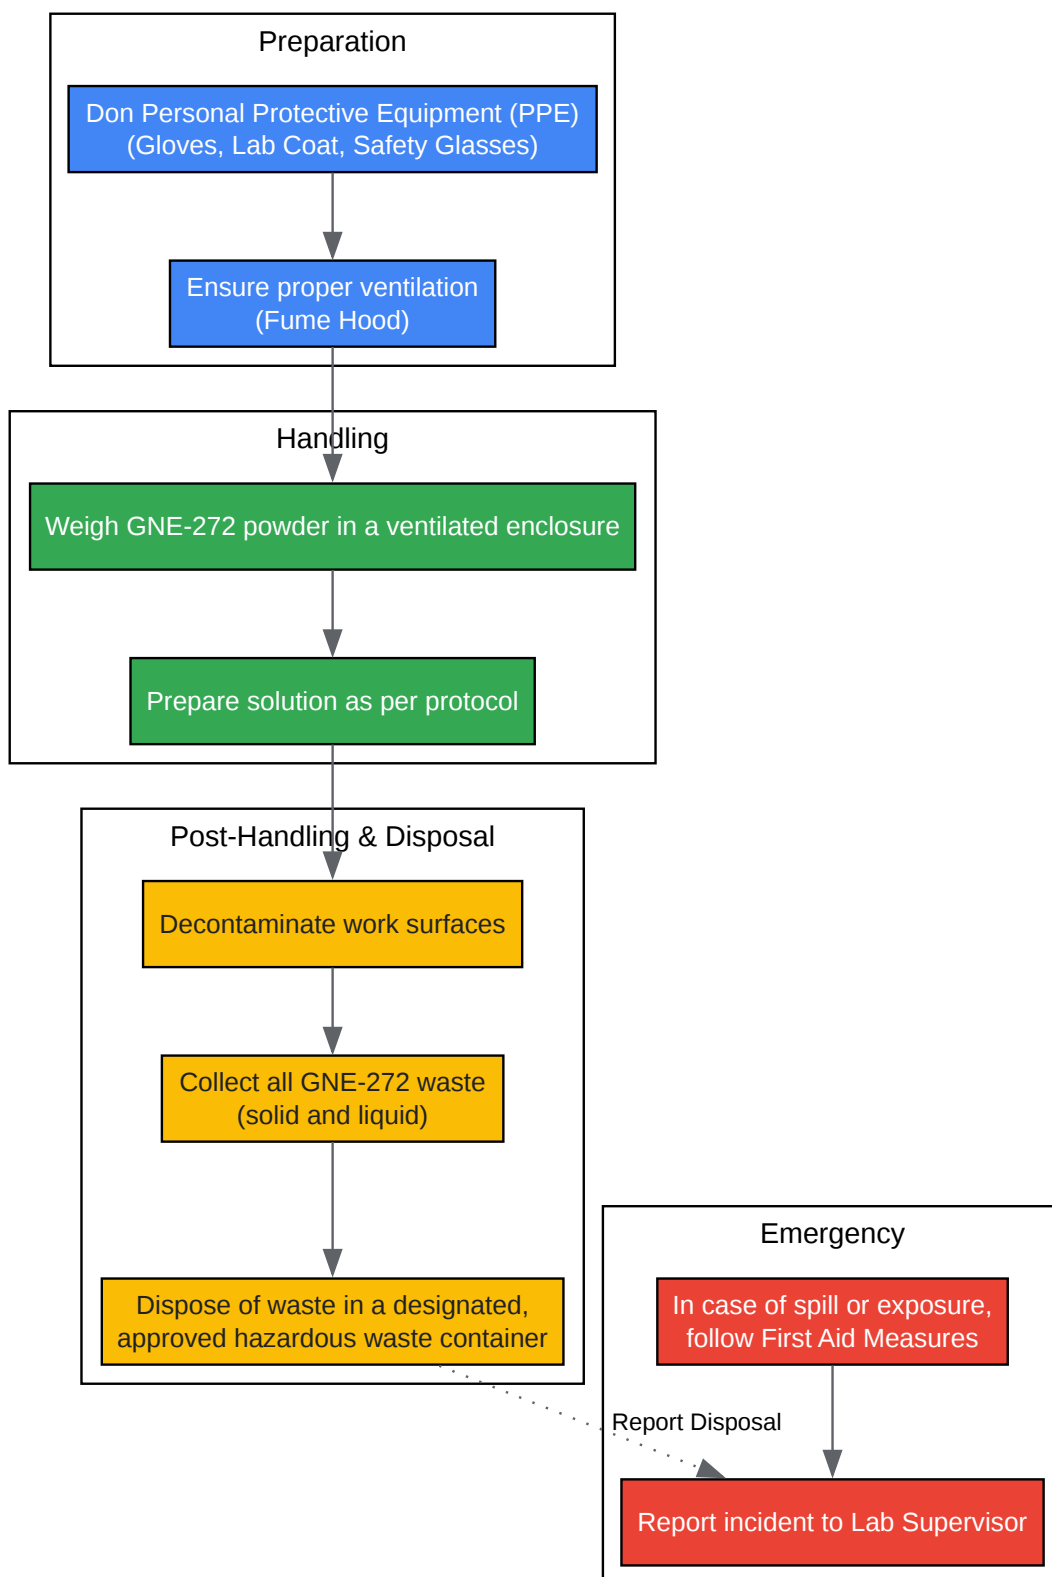 Preparation
Don Personal Protective Equipment (PPE)
(Gloves, Lab Coat, Safety Glasses)
Ensure proper ventilation
(Fume Hood)
Handling
Weigh GNE-272 powder in a ventilated enclosure
Prepare solution as per protocol
Post-Handling & Disposal
Decontaminate work surfaces
Collect all GNE-272 waste
(solid and liquid)
Dispose of waste in a designated,
approved hazardous waste container
Emergency
In case of spill or exposure,
follow First Aid Measures
Report Disposal
Report incident to Lab Supervisor